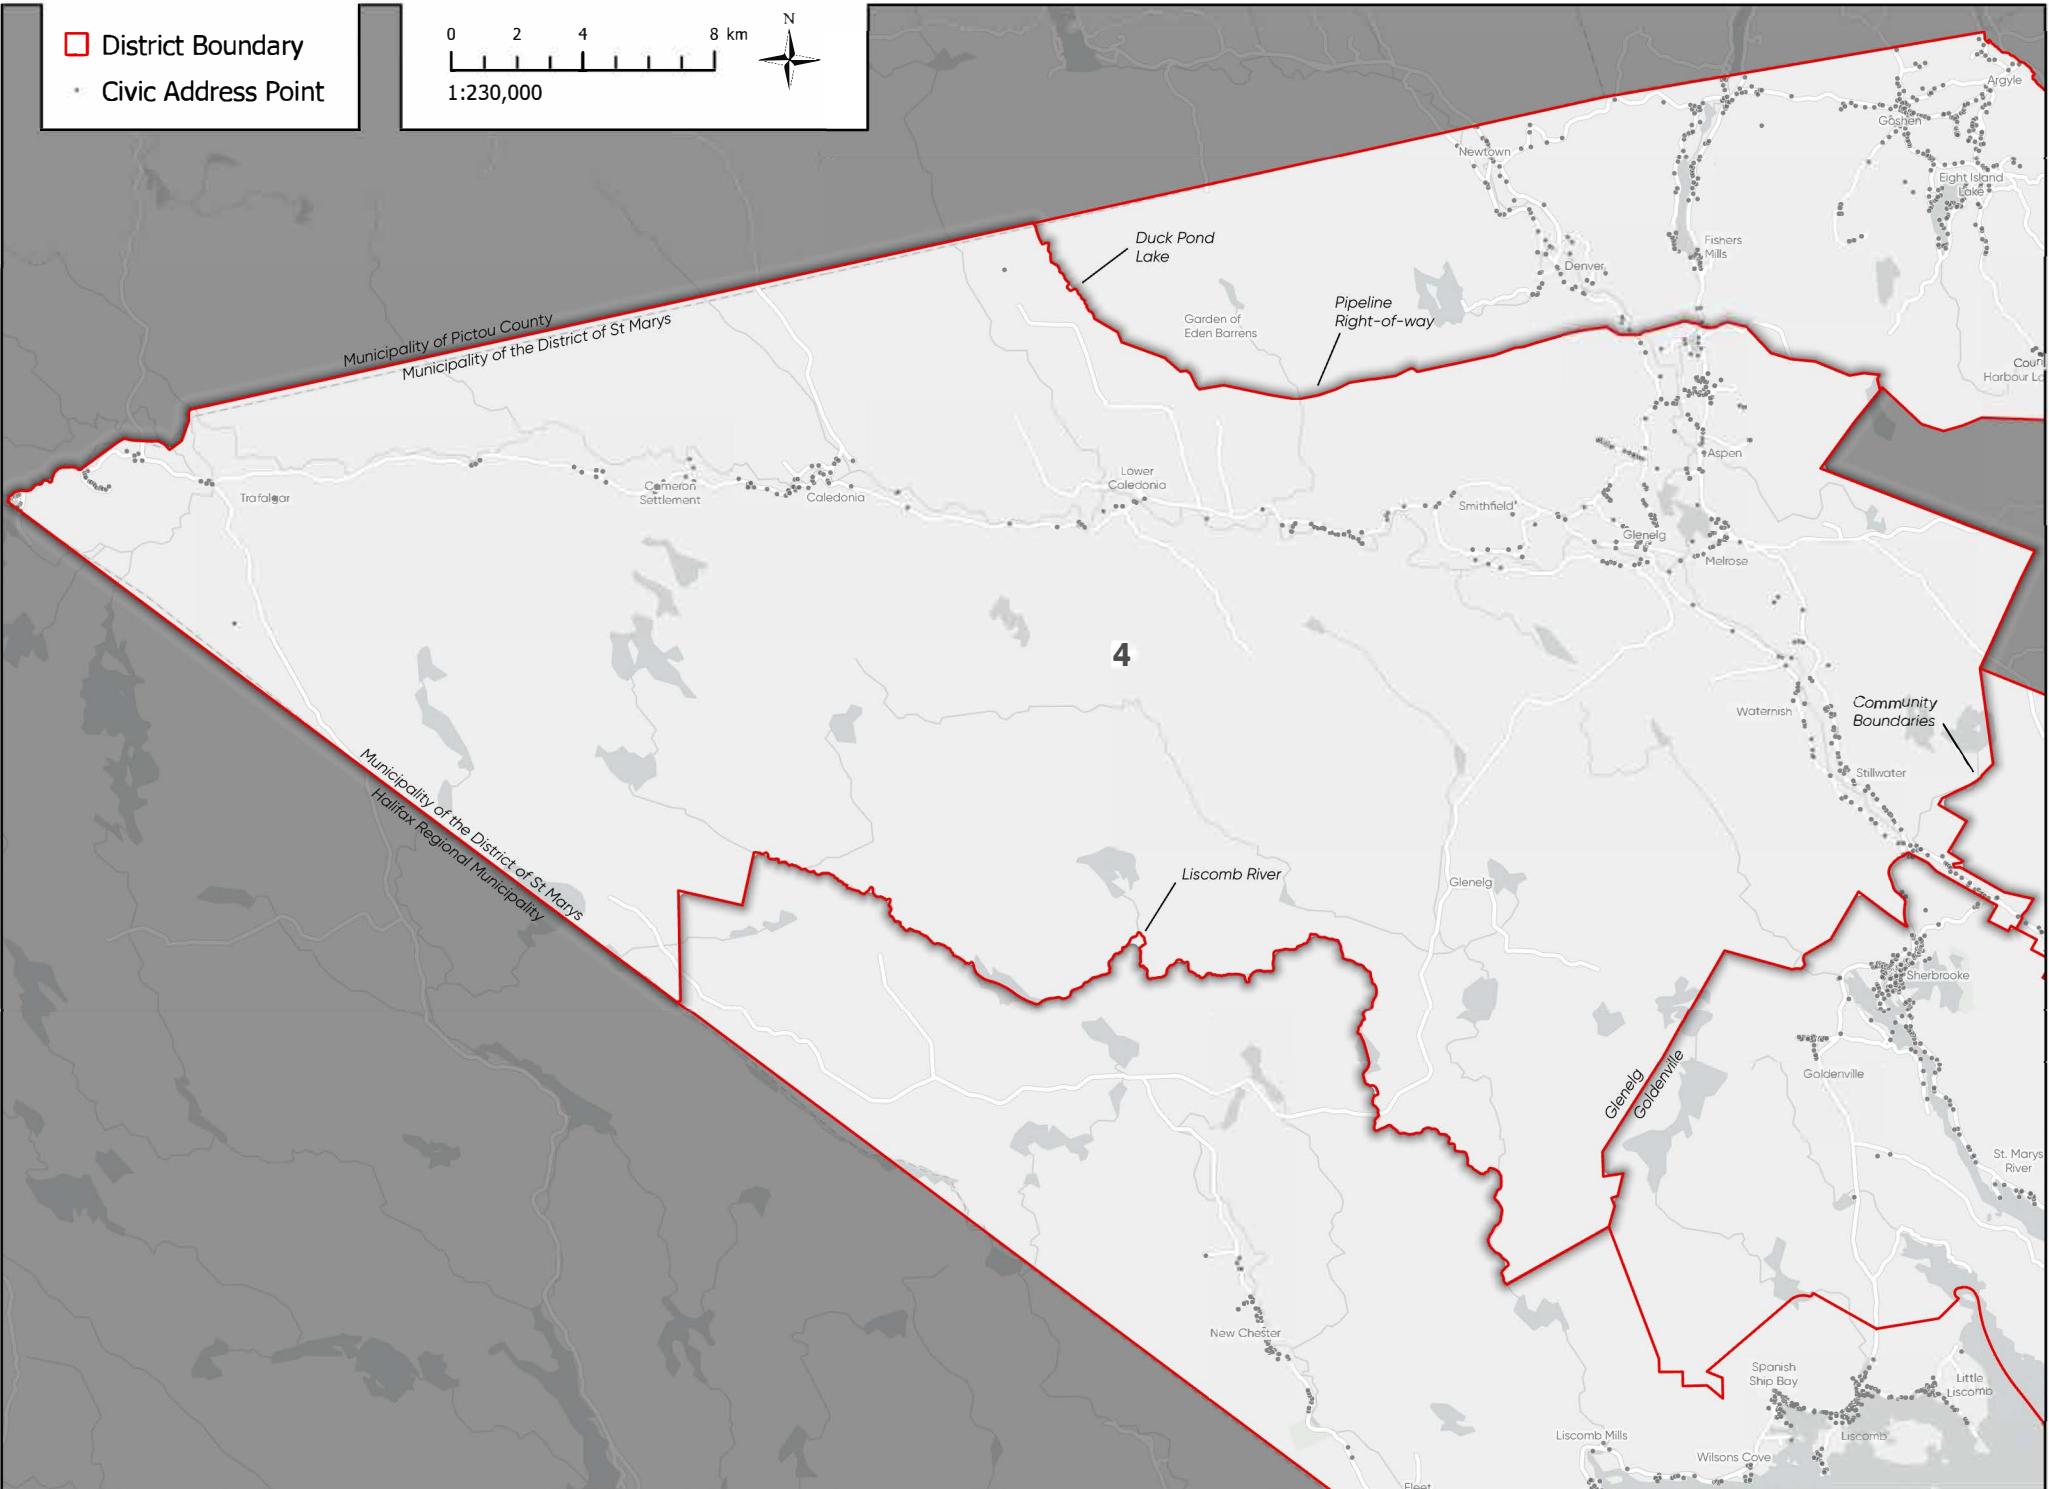 District Boundary
Civic Address Point
0 2 4 8 km
1:230,000
N
Argyle
Goshen
Newtown
Eight Island
Lake
Duck Pond
Lake
Fishers
Mills
Denver
Pipeline
Right-of-way
Garden of
Eden Barrens
Municipality of Pictou County
Municipality of the District of St Marys
Coun
Harbour La
Aspen
Lower
Caledonia
Trafalgar
Cameron
Settlement
Caledonia
Smithfield
Glenelg
Melrose
4
Community
Boundaries
Waternish
Stillwater
Municipality of the District of St Marys
Halifax Regional Municipality
Liscomb River
Glenelg
Sherbrooke
Glenelg
Goldenville
Goldenville
St. Marys
River
New Chester
Spanish
Ship Bay
Little
Liscomb
Liscomb Mills
Liscomb
Wilsons Cove
Fleet